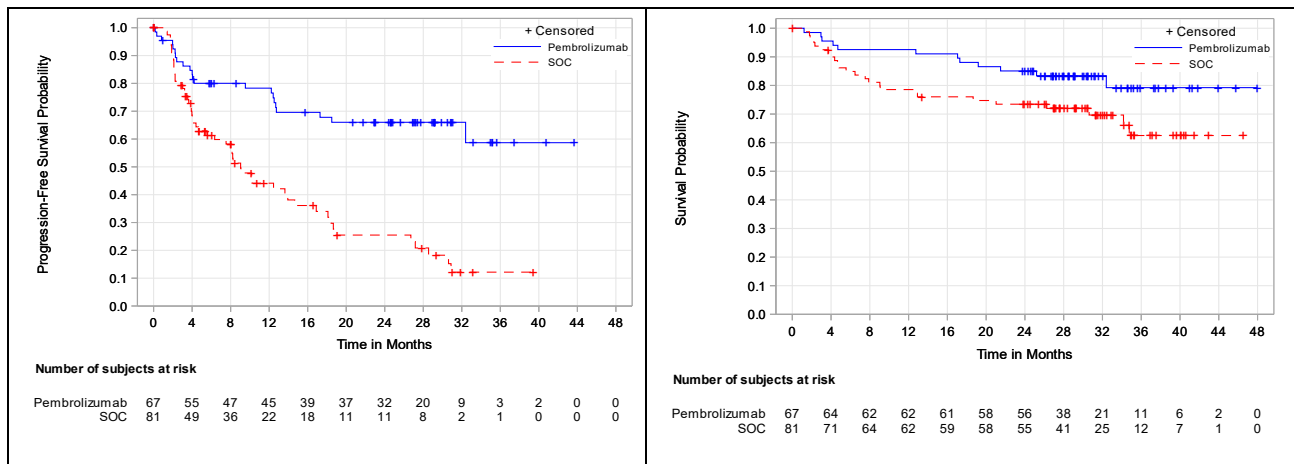 + Censored
Pembrolizumab
SOC
Progression-Free Survival Probability
1.0
0.9
0.8
0.7
0.6
0.5
0.4
0.3
0.2
0.1
0.0
0 4 8 12 16 20 24 28 32 36 40 44 48
Time in Months
Number of subjects at risk
Pembrolizumab 67 55 47 45 39 37 32 20 9 3 2 0 0
SOC 81 49 36 22 18 11 11 8 2 1 0 0 0
+ Censored
Pembrolizumab
SOC
Survival Probability
1.0
0.9
0.8
0.7
0.6
0.5
0.4
0.3
0.2
0.1
0.0
0 4 8 12 16 20 24 28 32 36 40 44 48
Time in Months
Number of subjects at risk
Pembrolizumab 67 64 62 62 61 58 56 38 21 11 6 2 0
SOC 81 71 64 62 59 58 55 41 25 12 7 1 0